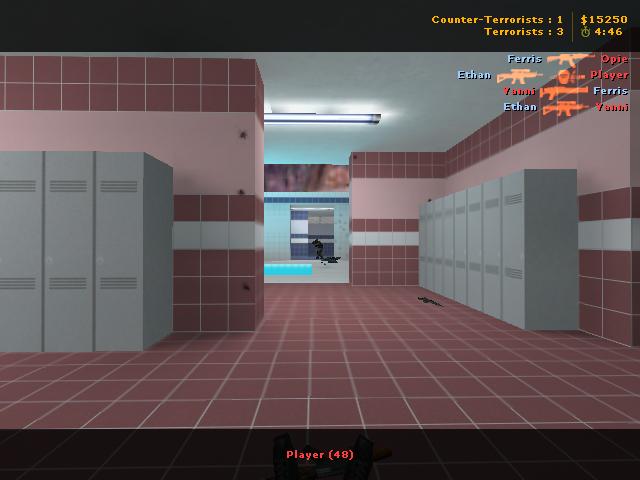 Counter-Terrorists : 1 $15250
Terrorists : 3 4:46
Ferris Opie
Ethan Player
Yanni Ferris
Ethan Yanni
Player (48)